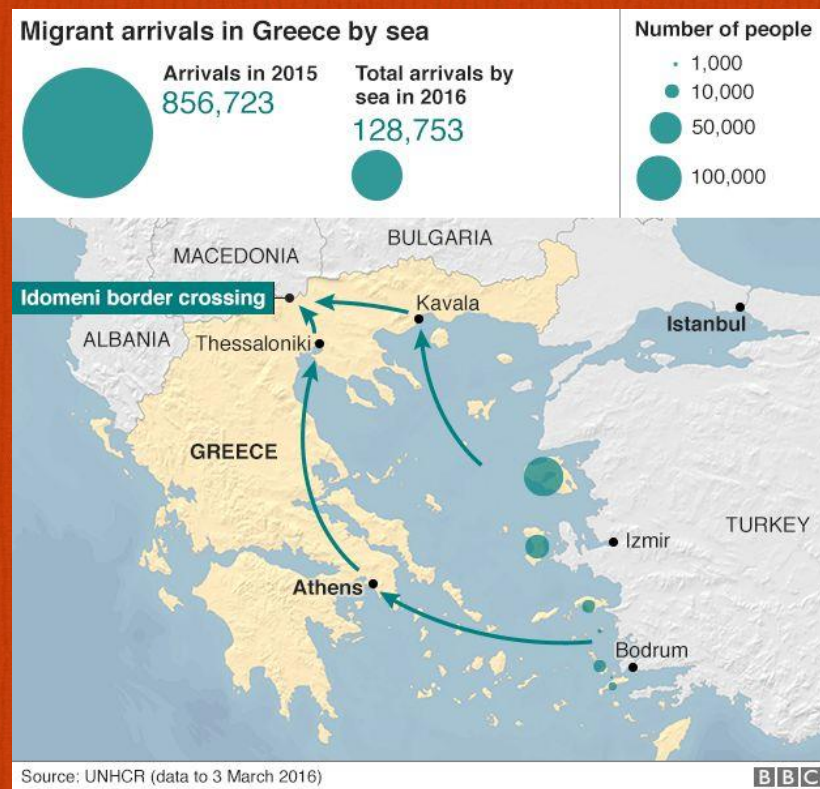 Migrant arrivals in Greece by sea
Arrivals in 2015
856,723
Total arrivals by
sea in 2016
128,753
Number of people
1,000
10,000
50,000
100,000
MACEDONIA
BULGARIA
Idomeni border crossing
Kavala
Istanbul
ALBANIA
Thessaloniki
GREECE
TURKEY
Izmir
Athens
Bodrum
Source: UNHCR (data to 3 March 2016)
BBC